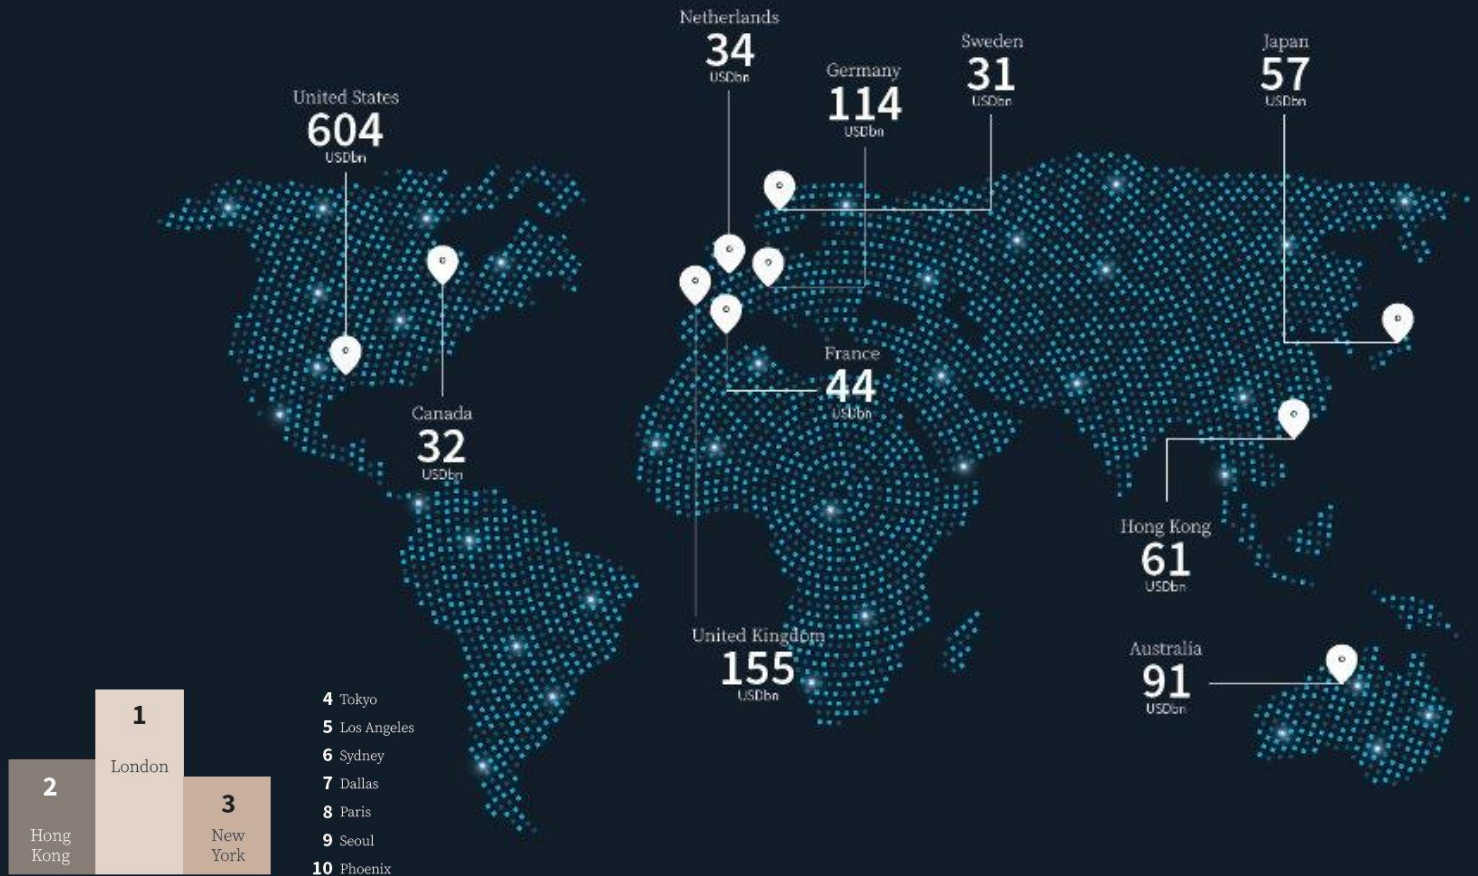 Netherlands
34
USDbn
Sweden
31
USDbn
Japan
57
USDbn
Germany
114
USDbn
United States
604
USDbn
France
44
USDbn
Canada
32
USDbn
Hong Kong
61
USDbn
United Kingdom
155
USDbn
Australia
91
USDbn
1
London
2
Hong
Kong
3
New
York
4 Tokyo
5 Los Angeles
6 Sydney
7 Dallas
8 Paris
9 Seoul
10 Phoenix